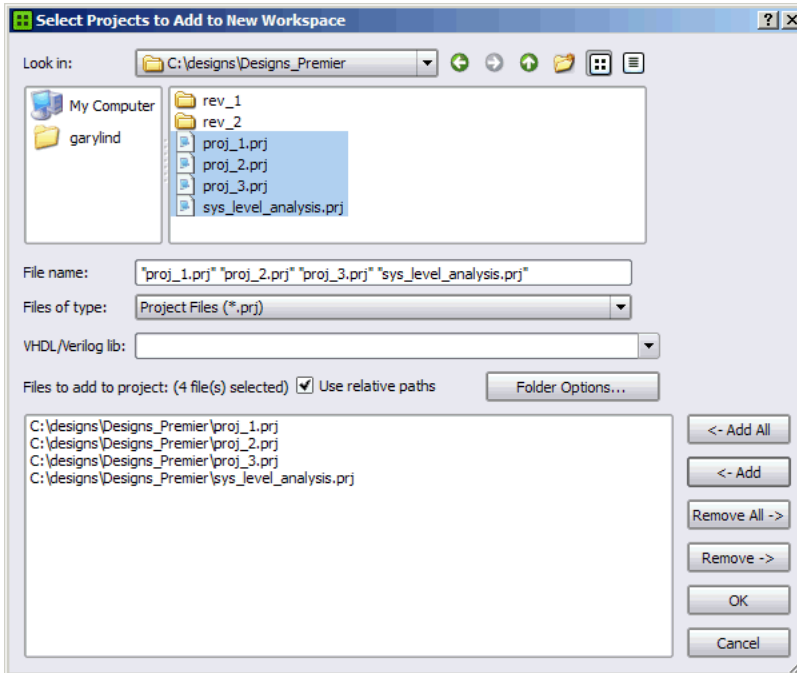 Select Projects to Add to New Workspace
Look in: C:\designs\Designs_Premier
My Computer
garylind
rev_1
rev_2
proj_1.prj
proj_2.prj
proj_3.prj
sys_level_analysis.prj
File name: "proj_1.prj" "proj_2.prj" "proj_3.prj" "sys_level_analysis.prj"
Files of type: Project Files (*.prj)
VHDL/Verilog lib:
Files to add to project: (4 file(s) selected) Use relative paths Folder Options...
C:\designs\Designs_Premier\proj_1.prj
C:\designs\Designs_Premier\proj_2.prj
C:\designs\Designs_Premier\proj_3.prj
C:\designs\Designs_Premier\sys_level_analysis.prj
<- Add All
<- Add
Remove All ->
Remove ->
OK
Cancel